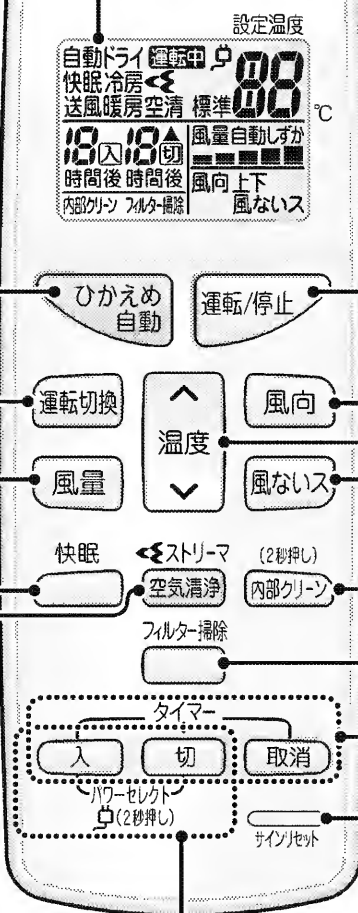 設定温度
自動ドライ 運転中 88
快眠冷房
送風暖房空清 標準 ℃
18入 18切 風量自動しずか
時間後 時間後 風向 上下
内部クリーン フィルター掃除 風ないス
ひかえめ
自動
運転/停止
運転切換
温度
風向
風量
風ないス
快眠
ストリーマ
空気清浄
(2秒押し)
内部クリーン
フィルター掃除
タイマー
入
切
取消
パワーセレクト
(2秒押し)
サインリセット